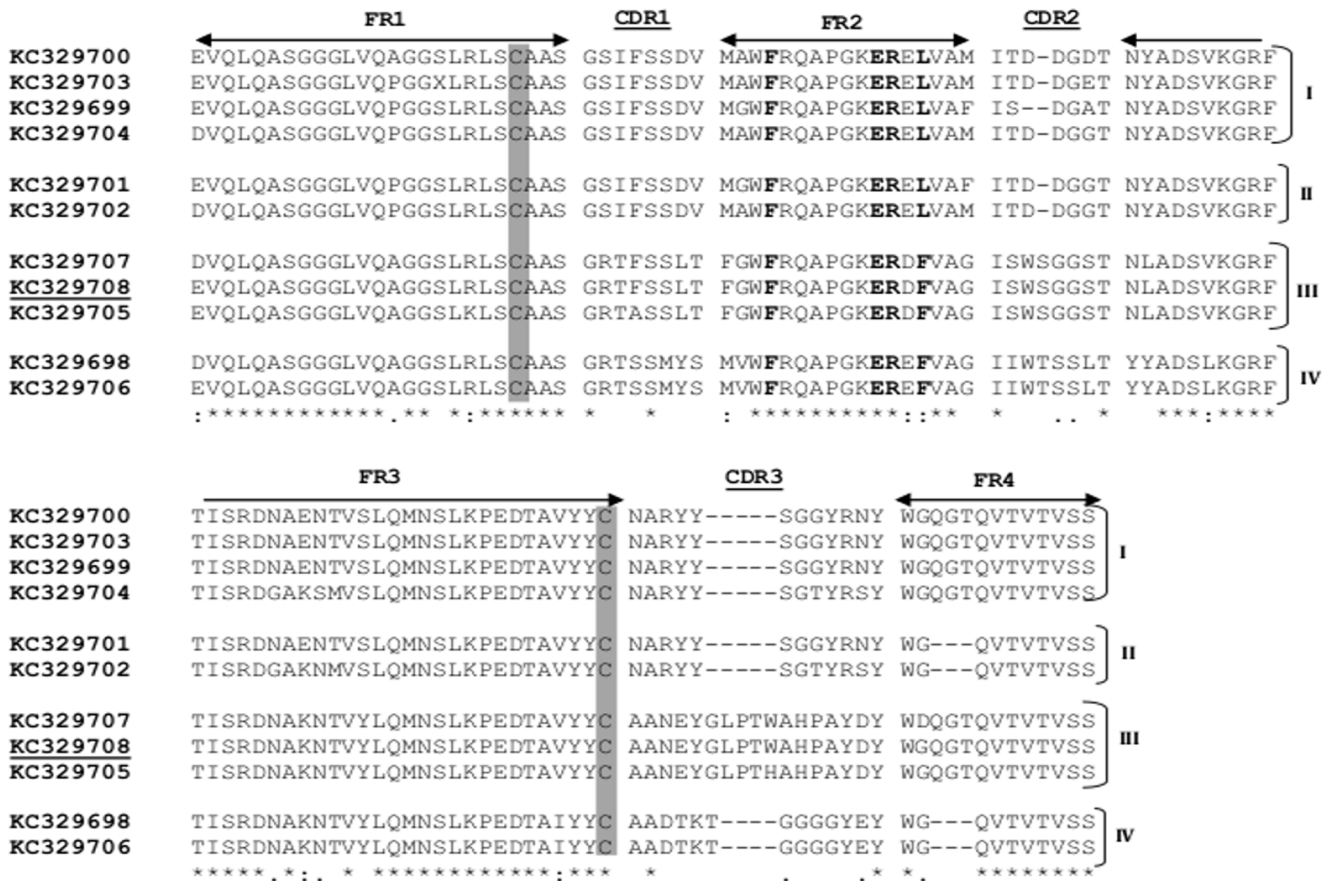 FR1 CDR1 FR2 CDR2
KC329700 EVQLQASGGGLVQAGGSLRLSCAAS GSIFSSDV MAWFRQAPGKERELVAM ITD-DGDT NYADSVKGRF
KC329703 EVQLQASGGGLVQPGGXLRLSCAAS GSIFSSDV MAWFRQAPGKERELVAM ITD-DGET NYADSVKGRF I
KC329699 EVQLQASGGGLVQPGGSLRLSCAAS GSIFSSDV MAWFRQAPGKERELVAF IS--DGAT NYADSVKGRF
KC329704 DVQLQASGGGLVQPGGSLRLSCAAS GSIFSSDV MAWFRQAPGKERELVAM ITD-DGGT NYADSVKGRF
KC329701 EVQLQASGGGLVQPGGSLRLSCAAS GSIFSSDV MGWFRQAPGKERELVAF ITD-DGGT NYADSVKGRF II
KC329702 DVQLQASGGGLVQPGGSLRLSCAAS GSIFSSDV MAWFRQAPGKERELVAM ITD-DGGT NYADSVKGRF
KC329707 DVQLQASGGGLVQAGGSLRLSCAAS GRTFSSLT FGWFRQAPGKERDFVAG ISWSGGST NLADSVKGRF
KC329708 EVQLQASGGGLVQAGGSLRLSCAAS GRTFSSLT FGWFRQAPGKERDFVAG ISWSGGST NLADSVKGRF III
KC329705 EVQLQASGGGLVQAGGSLKLSCAAS GRTASSLT FGWFRQAPGKERDFVAG ISWSGGST NLADSVKGRF
KC329698 DVQLQASGGGLVQAGGSLRLSCAAS GRTSSMYS MVWFRQAPGKEREFVAG IIWTSSLT YYADSLKGRF IV
KC329706 EVQLQASGGGLVQAGGSLRLSCAAS GRTSSMYS MVWFRQAPGKEREFVAG IIWTSSLT YYADSLKGRF
:************.** *:****** * * : **********::** * .. * ***:****
FR3 CDR3 FR4
KC329700 TISRDNAENTVSLQMNSLKPEDTAVYYC NARYY-----SGGYRNY WGQGTQVTVTVSS
KC329703 TISRDNAENTVSLQMNSLKPEDTAVYYC NARYY-----SGGYRNY WGQGTQVTVTVSS I
KC329699 TISRDNAENTVSLQMNSLKPEDTAVYYC NARYY-----SGGYRNY WGQGTQVTVTVSS
KC329704 TISRDGAKSMVSLQMNSLKPEDTAVYYC NARYY-----SGTYRSY WGQGTQVTVTVSS
KC329701 TISRDNAENTVSLQMNSLKPEDTAVYYC NARYY-----SGGYRNY WG---QVTVTVSS II
KC329702 TISRDGAKNMVSLQMNSLKPEDTAVYYC NARYY-----SGTYRSY WG---QVTVTVSS
KC329707 TISRDNAKNTVYLQMNSLKPEDTAVYYC AANEYGLPTWAHPAYDY WDQGTQVTVTVSS
KC329708 TISRDNAKNTVYLQMNSLKPEDTAVYYC AANEYGLPTWAHPAYDY WGQGTQVTVTVSS III
KC329705 TISRDNAKNTVYLQMNSLKPEDTAVYYC AANEYGLPTHAHPAYDY WGQGTQVTVTVSS
KC329698 TISRDNAKNTVYLQMNSLKPEDTAIYYC AADTKT----GGGGYEY WG---QVTVTVSS IV
KC329706 TISRDNAKNTVYLQMNSLKPEDTAIYYC AADTKT----GGGGYEY WG---QVTVTVSS
*****.*:. * ************:*** * . .* *. ********